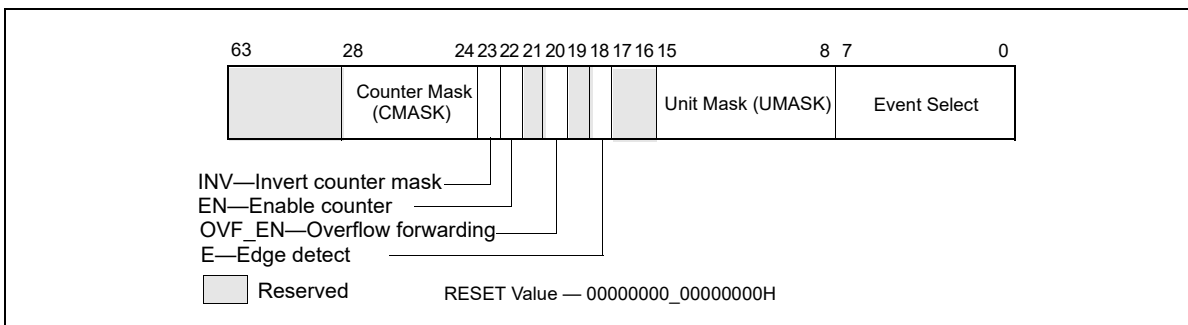 63 28 24 23 22 21 20 19 18 17 16 15 8 7 0
Counter Mask
(CMASK)
Unit Mask (UMASK)
Event Select
INV—Invert counter mask
EN—Enable counter
OVF_EN—Overflow forwarding
E—Edge detect
Reserved
RESET Value — 00000000_00000000H